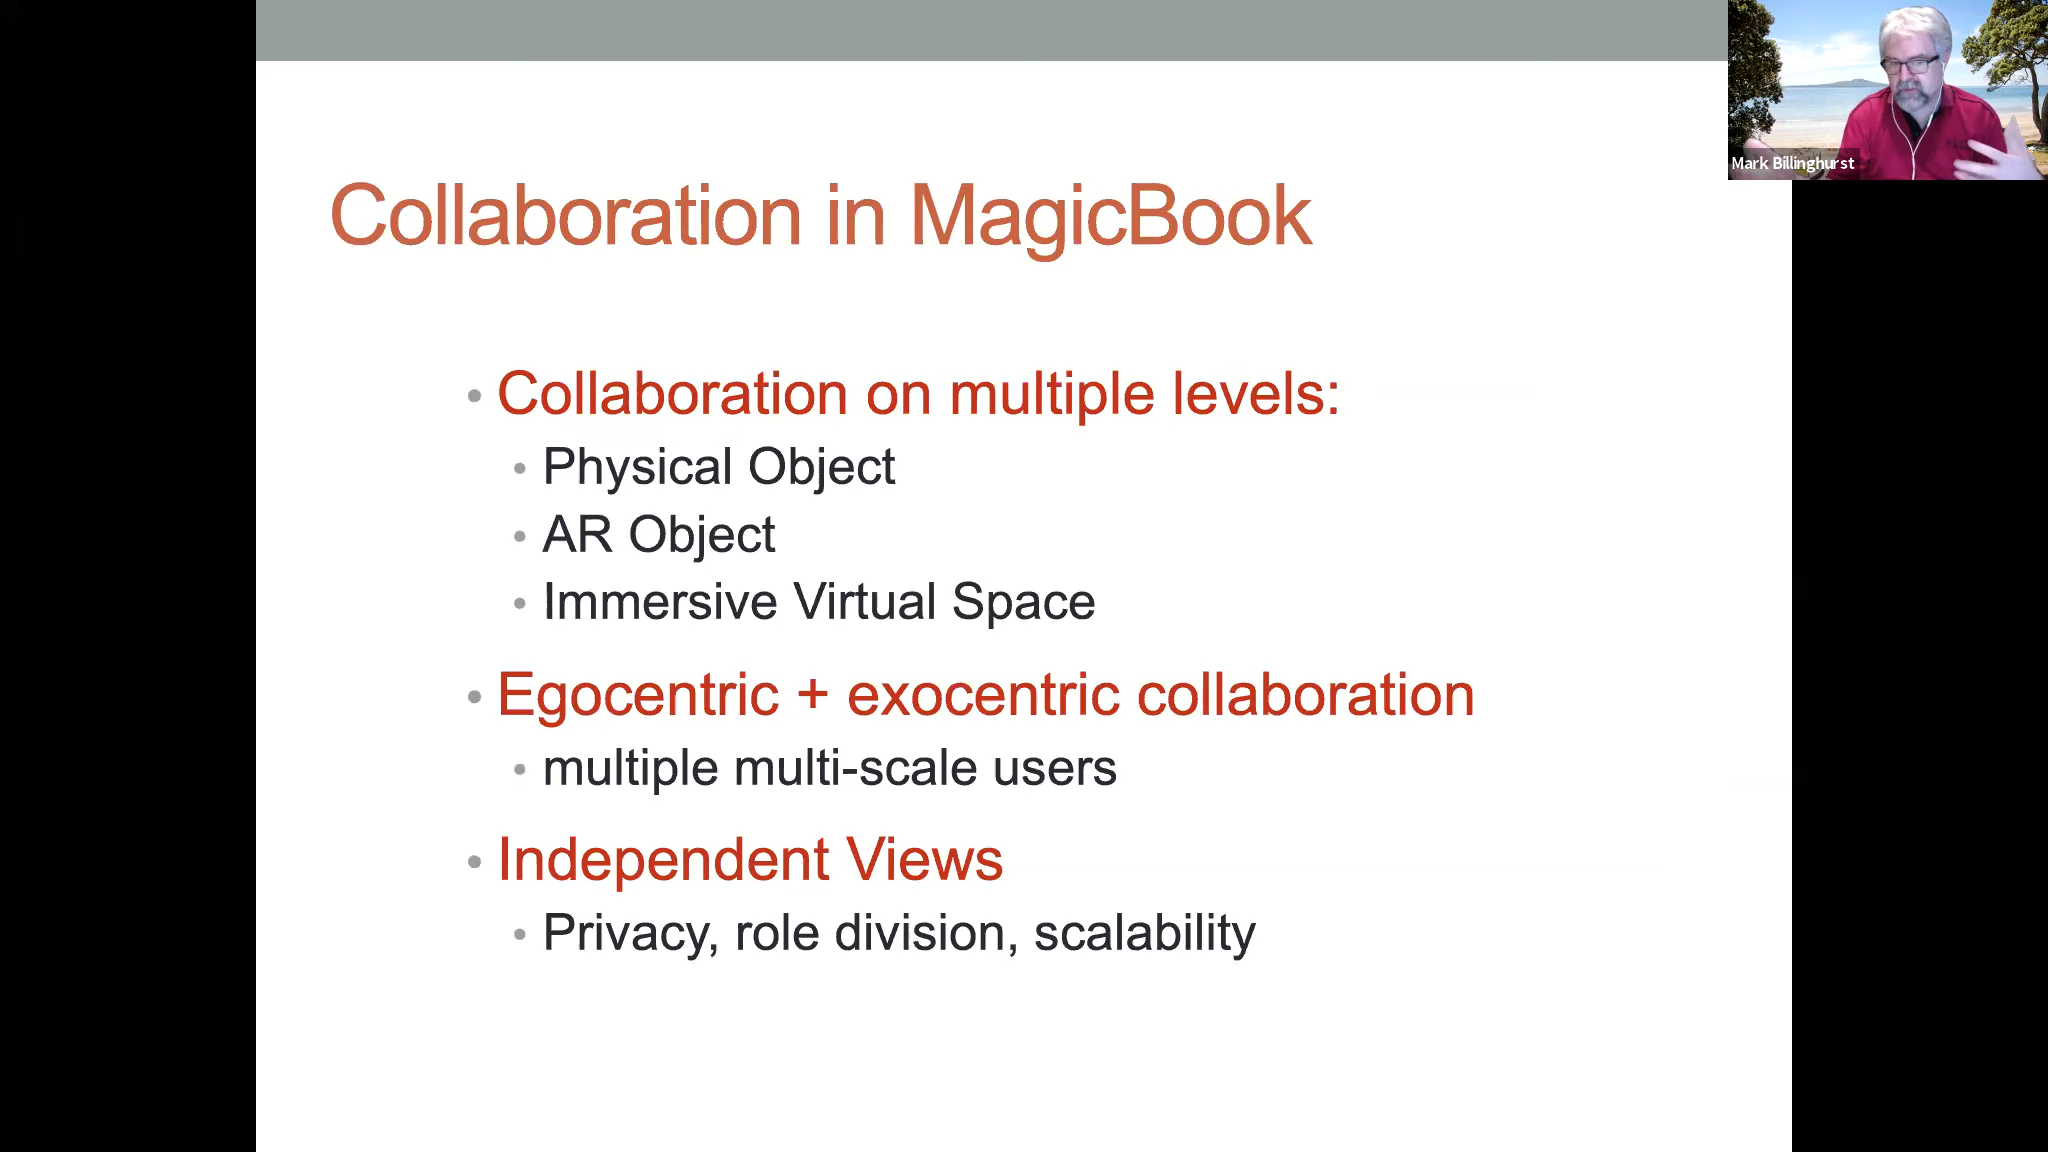 Mark Billinghurst
Collaboration in MagicBook
• Collaboration on multiple levels:
• Physical Object
• AR Object
• Immersive Virtual Space
• Egocentric + exocentric collaboration
• multiple multi-scale users
• Independent Views
• Privacy, role division, scalability